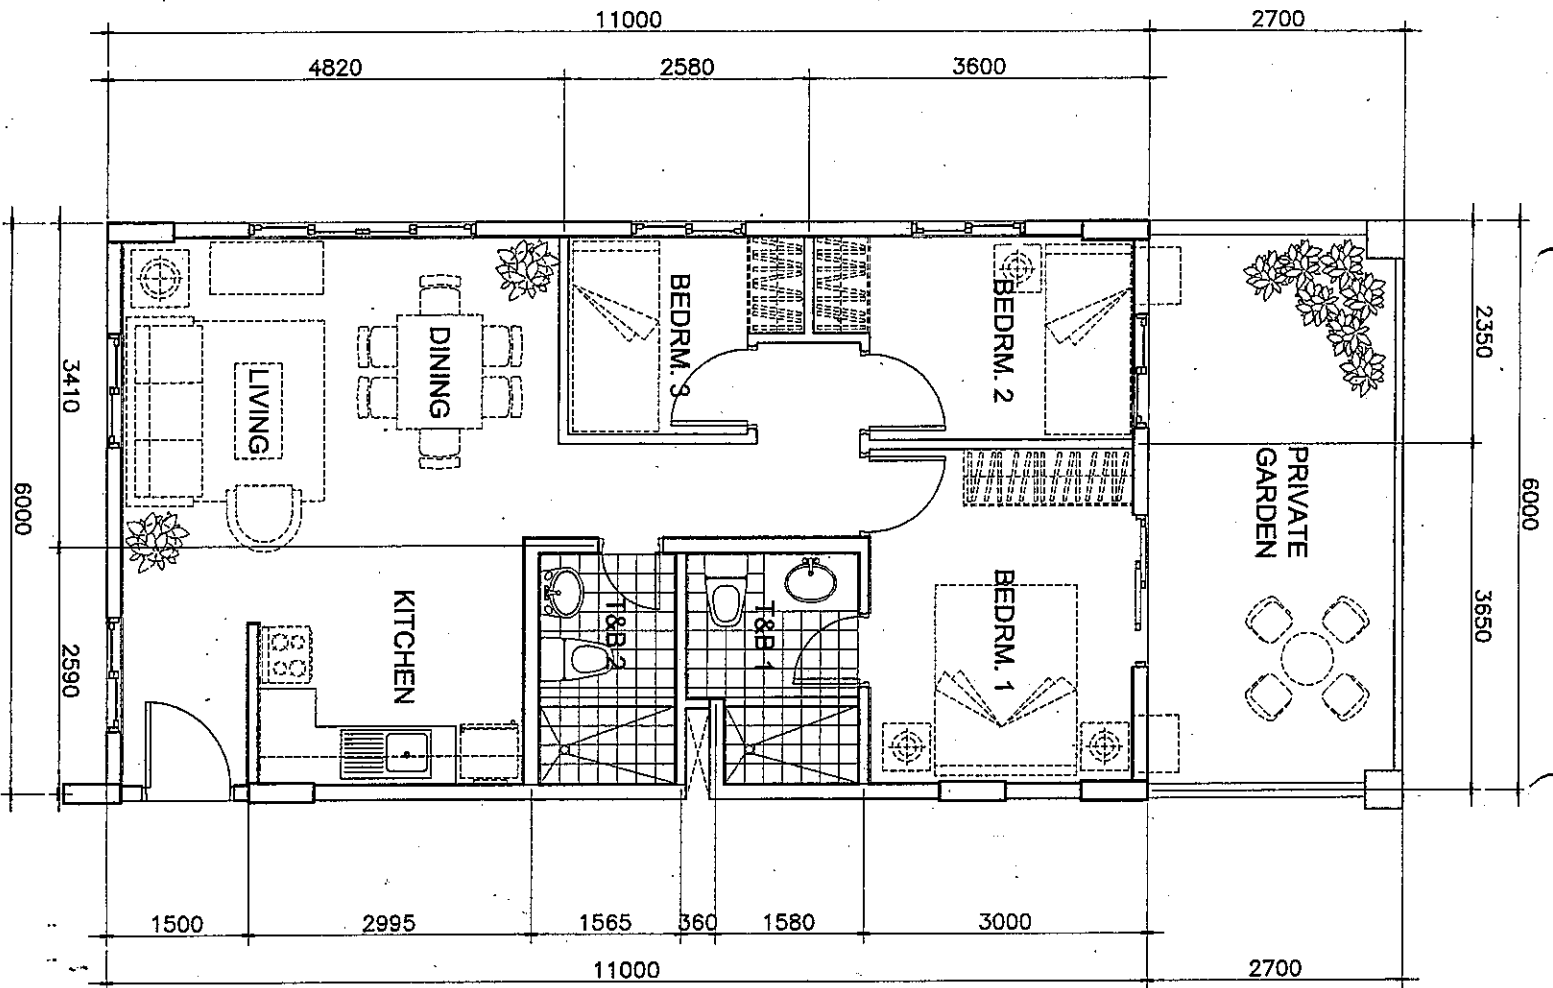 11000
2700
4820
2580
3600
6000
3410
2590
2350
3650
6000
BEDRM. 3
BEDRM. 2
DINING
LIVING
PRIVATE
GARDEN
KITCHEN
T&B 2
T&B 1
BEDRM. 1
1500
2995
1565
360
1580
3000
11000
2700